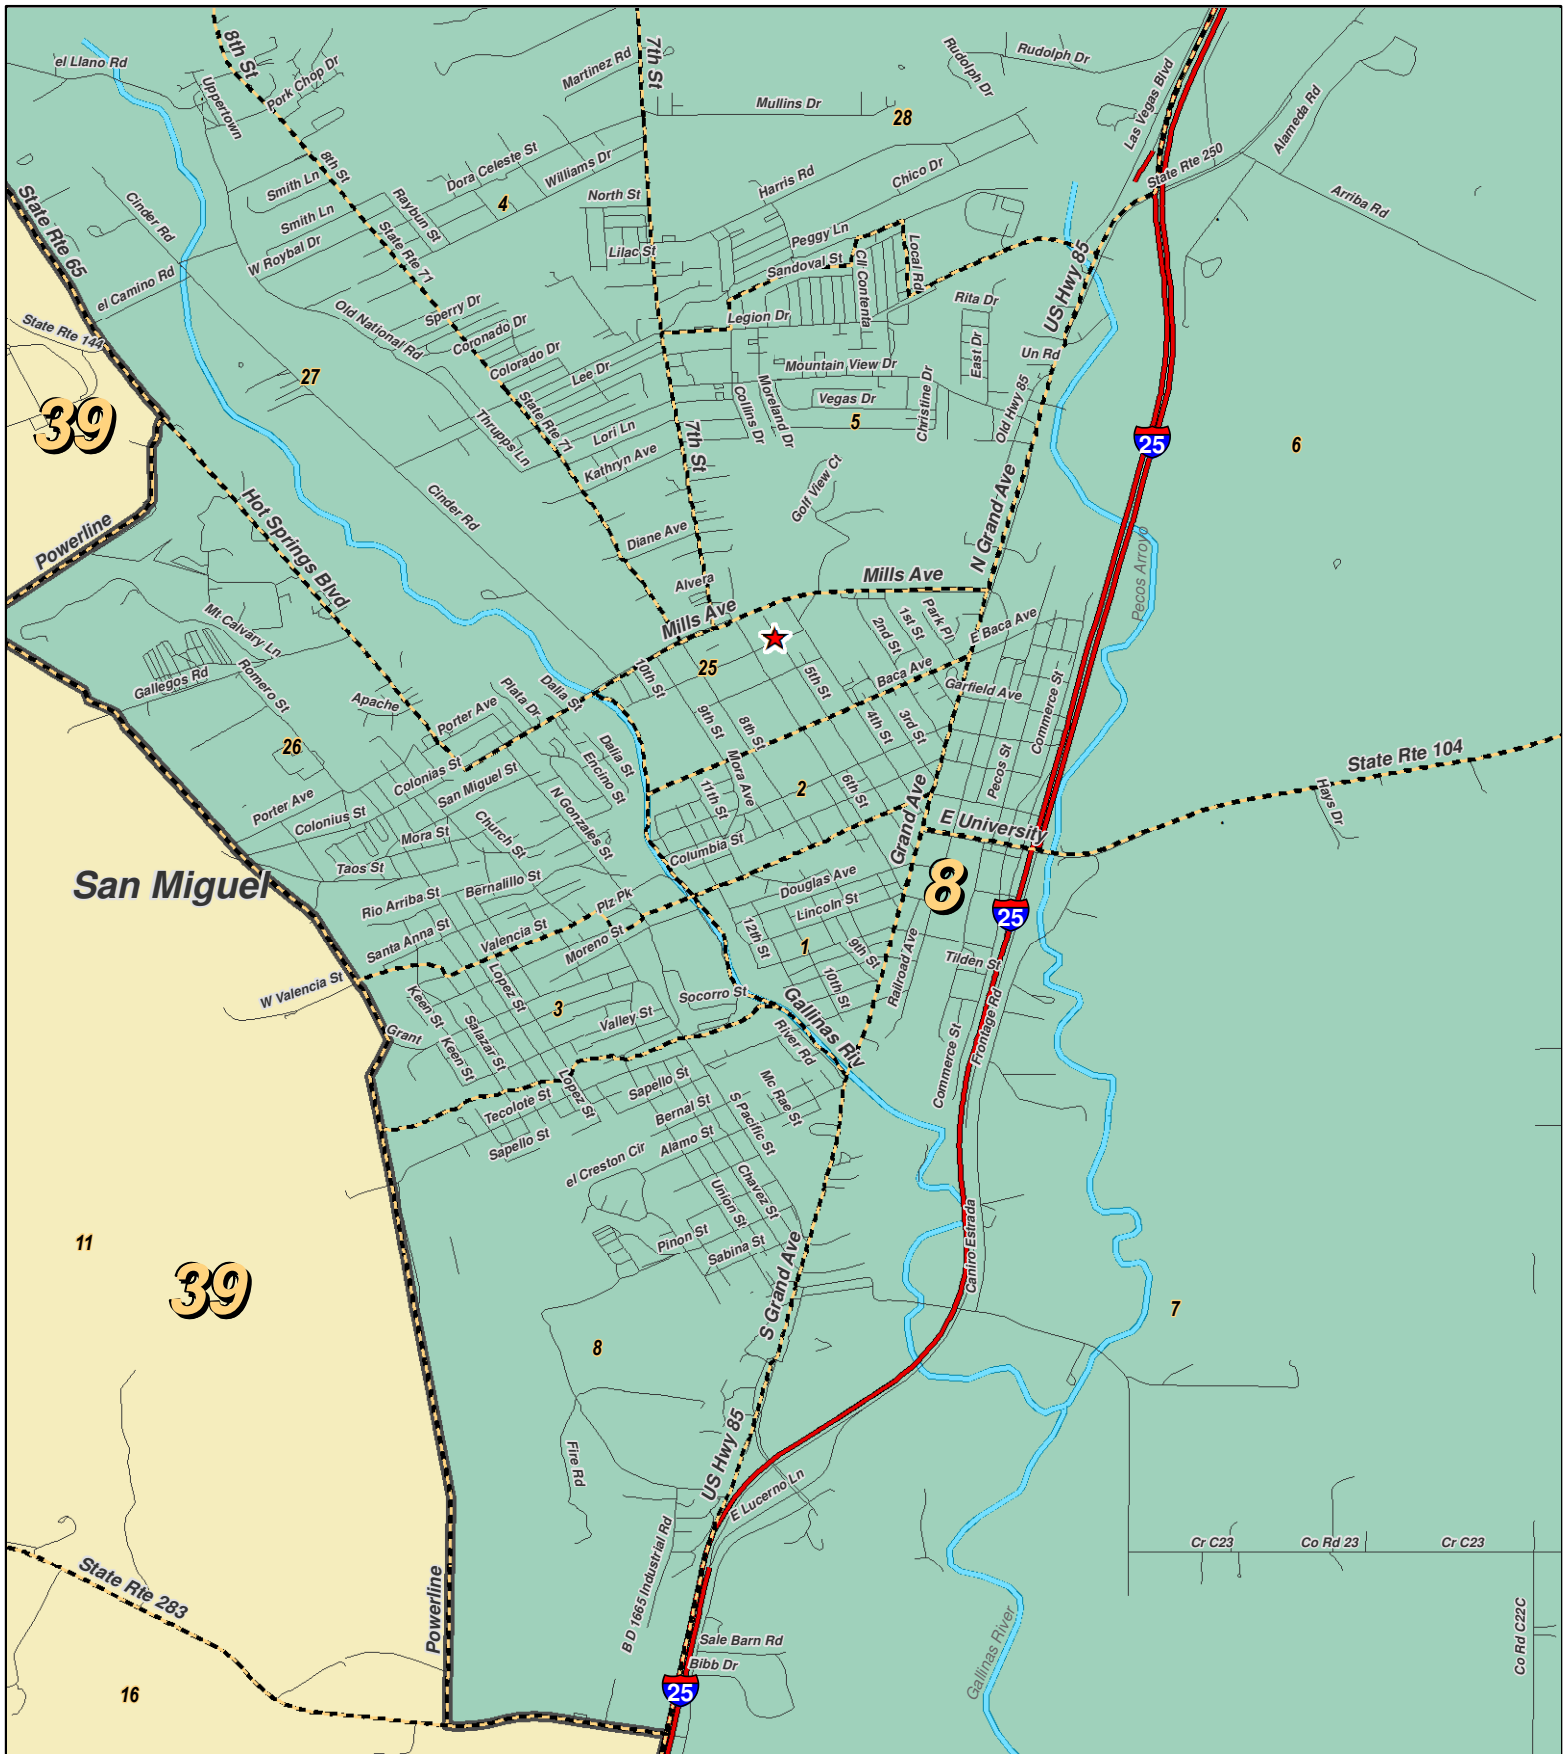 el Llano Rd
8th St
Pork Chop Dr
Uppertown
Martinez Rd
7th St
Rudolph Dr
Rudolph Dr
Mullins Dr
28
Las Vegas Blvd
Alameda Rd
State Rte 250
8th St
Smith Ln
Dora Celeste St
Williams Dr
North St
Harris Rd
Chico Dr
Arriba Rd
State Rte 65
Cinder Rd
Smith Ln
Raybun St
4
W Roybal Dr
State Rte 71
Lilac St
Peggy Ln
Sandoval St
Cll Contenta
Local Rd
el Camino Rd
US Hwy 85
Rita Dr
State Rte 144
Old National Rd
Sperry Dr
Coronado Dr
Colorado Dr
Lee Dr
Legion Dr
Mountain View Dr
East Dr
Un Rd
27
39
Thrupps Ln
State Rte 71
Lori Ln
Kathryn Ave
7th St
Collins Dr
Moreland Dr
Vegas Dr
5
Christine Dr
Old Hwy 85
25
6
Powerline
Hot Springs Blvd
Cinder Rd
Diane Ave
Golf View Ct
N Grand Ave
Pecos Arroyo
Alvera
Mills Ave
Mills Ave
Mt Calvary Ln
Gallegos Rd
Romero St
Apache
Porter Ave
Plata Dr
Dalia St
10th St
25
5th St
2nd St
1st St
Park Pl
E Baca Ave
Baca Ave
Garfield Ave
Commerce St
26
9th St
8th St
4th St
3rd St
Colonias St
San Miguel St
Dalia St
Encino St
Mora Ave
11th St
2
6th St
Pecos St
State Rte 104
Hays Dr
Porter Ave
Colonius St
Mora St
Church St
N Gonzales St
Columbia St
Grand Ave
E University
San Miguel
Taos St
Rio Arriba St
Bernalillo St
Plz Pk
Douglas Ave
Lincoln St
8
25
Santa Anna St
Valencia St
Moreno St
12th St
1
9th St
Railroad Ave
Tilden St
W Valencia St
Keen St
Lopez St
3
Socorro St
10th St
Gallinas Riv
Frontage Rd
Grant
Keen St
Salazar St
Valley St
River Rd
Commerce St
Tecolote St
Lopez St
Sapello St
Bernal St
S Pacific St
Mc Rae St
Sapello St
el Creston Cir
Alamo St
Union St
Chavez St
11
Pinon St
Sabina St
S Grand Ave
Caniro Estrada
39
8
7
Fire Rd
US Hwy 85
E Lucerno Ln
Cr C23
Co Rd 23
Cr C23
State Rte 283
Powerline
B D 1665 Industrial Rd
Sale Barn Rd
Bibb Dr
25
16
Gallinas River
Co Rd C22C